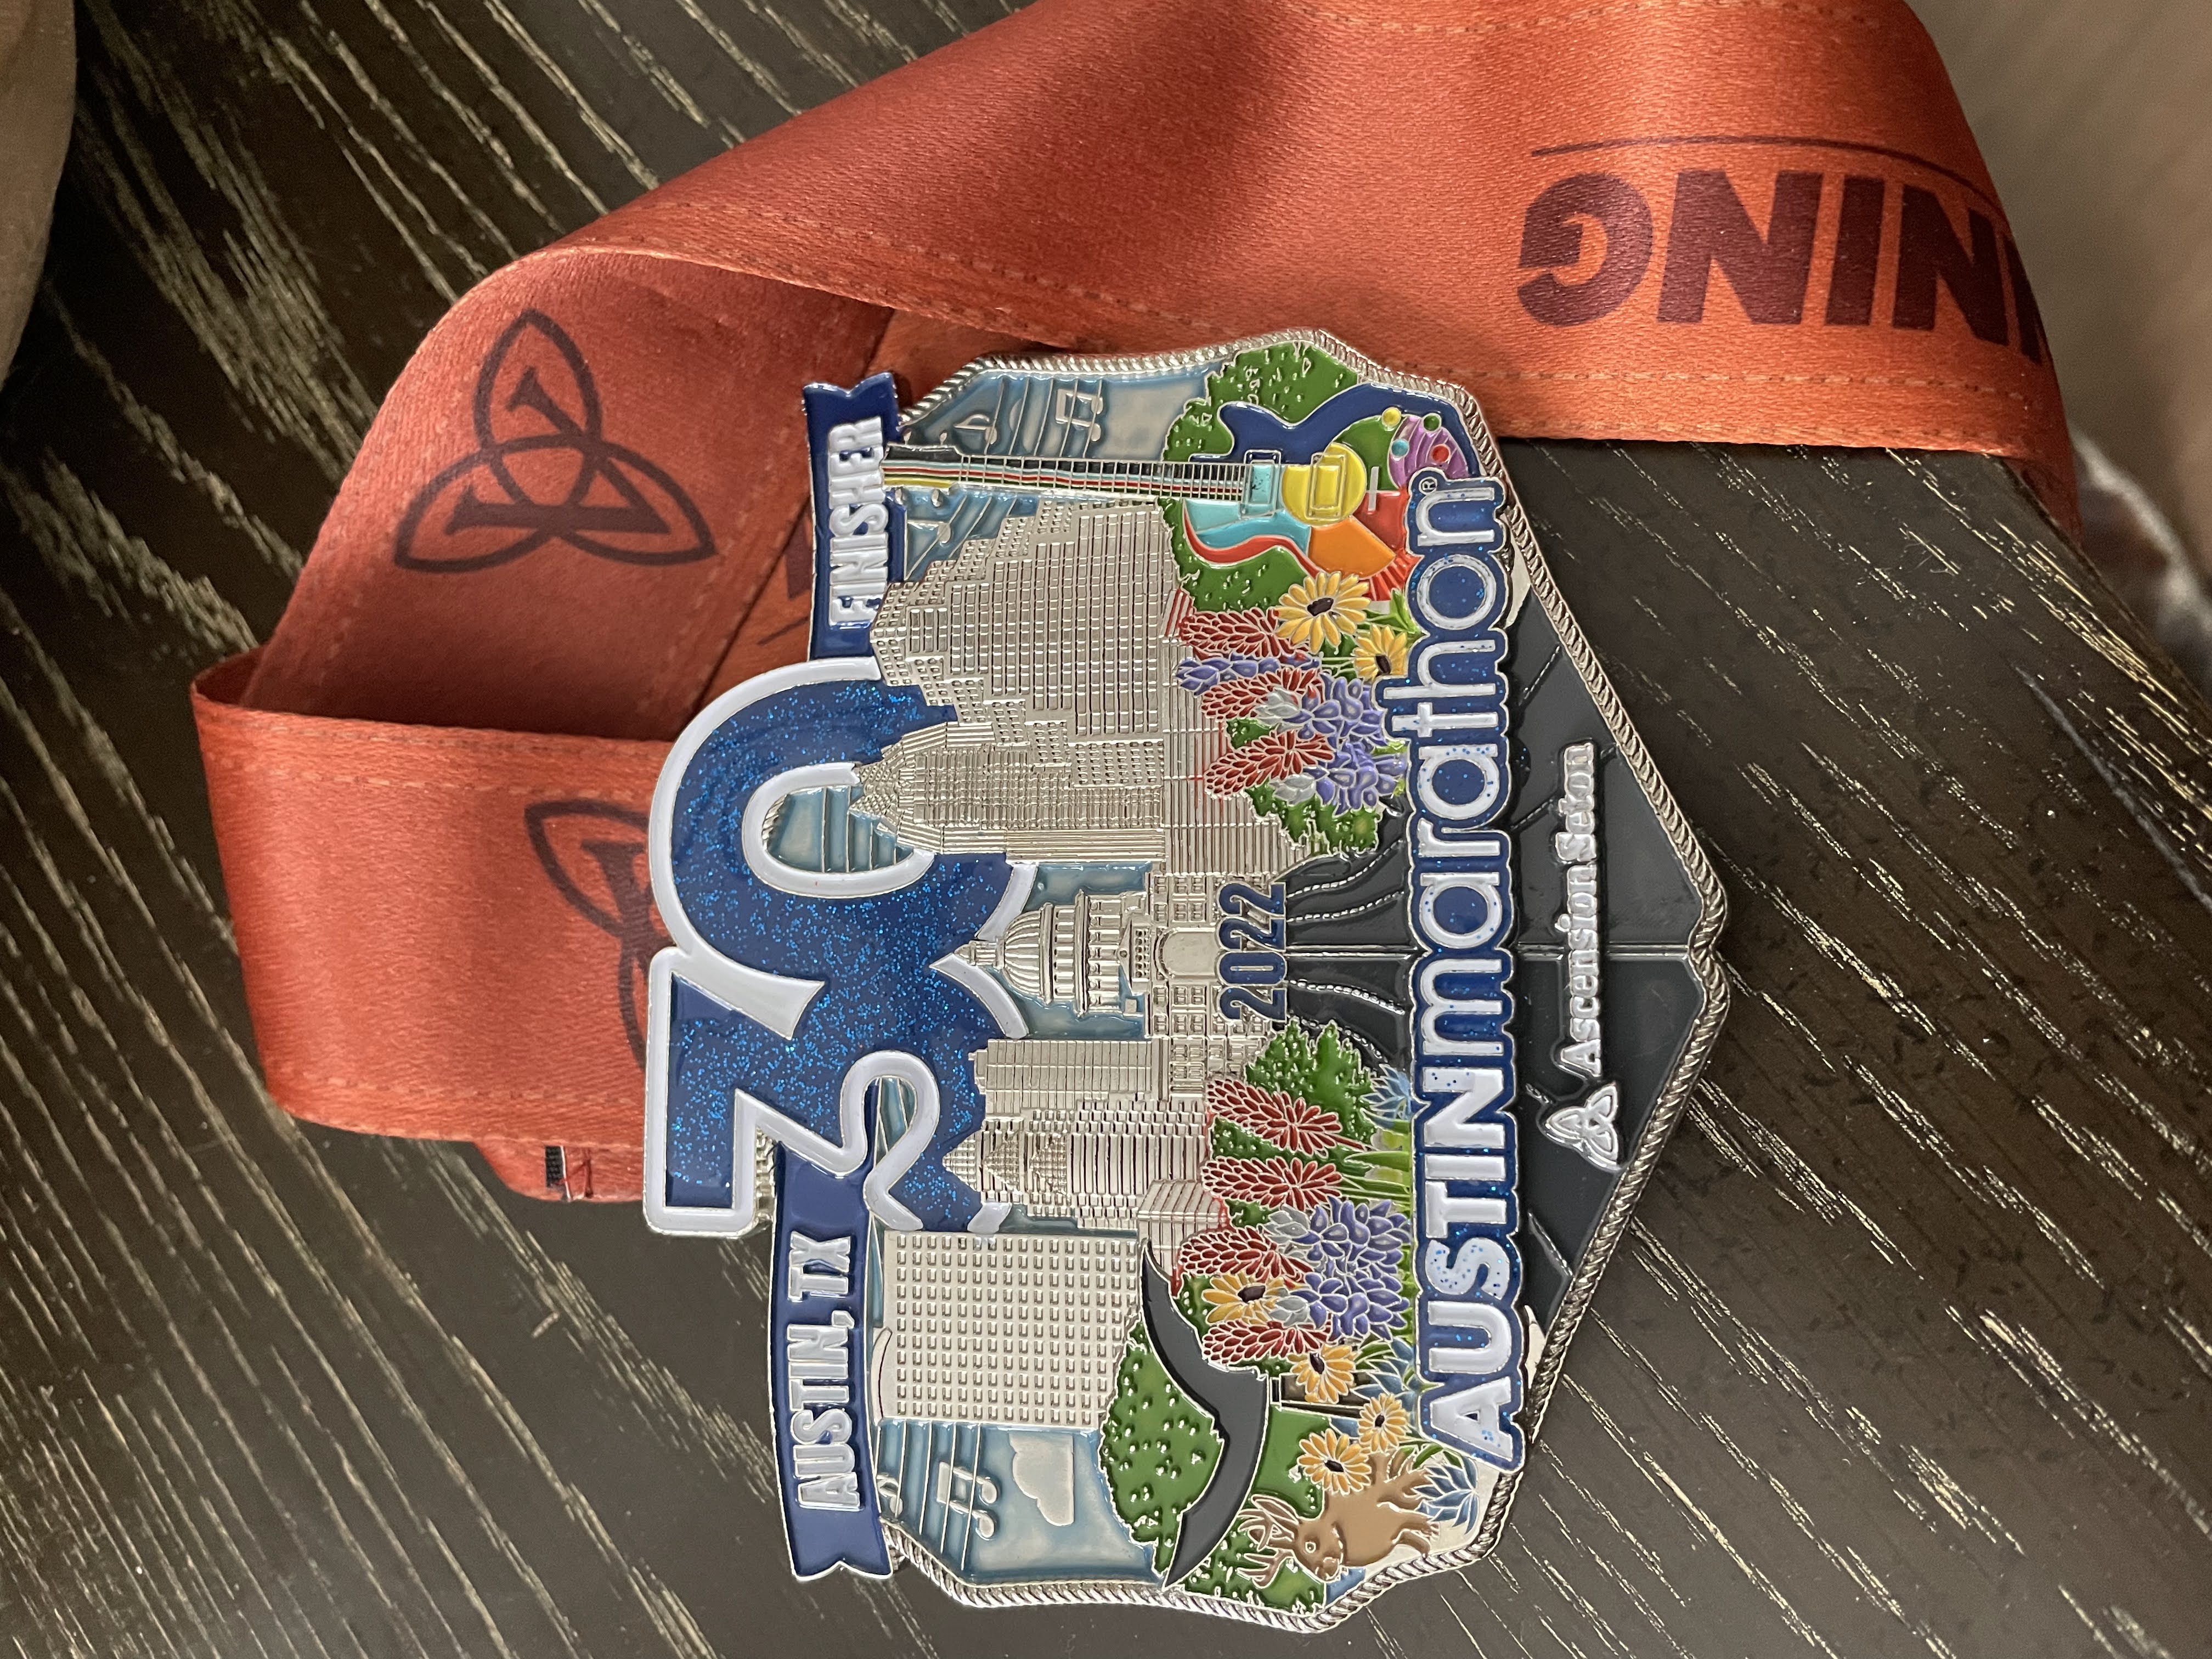 30
AUSTIN, TX
FINISHER
2022
AUSTINmarathon®
Ascension Seton
NING